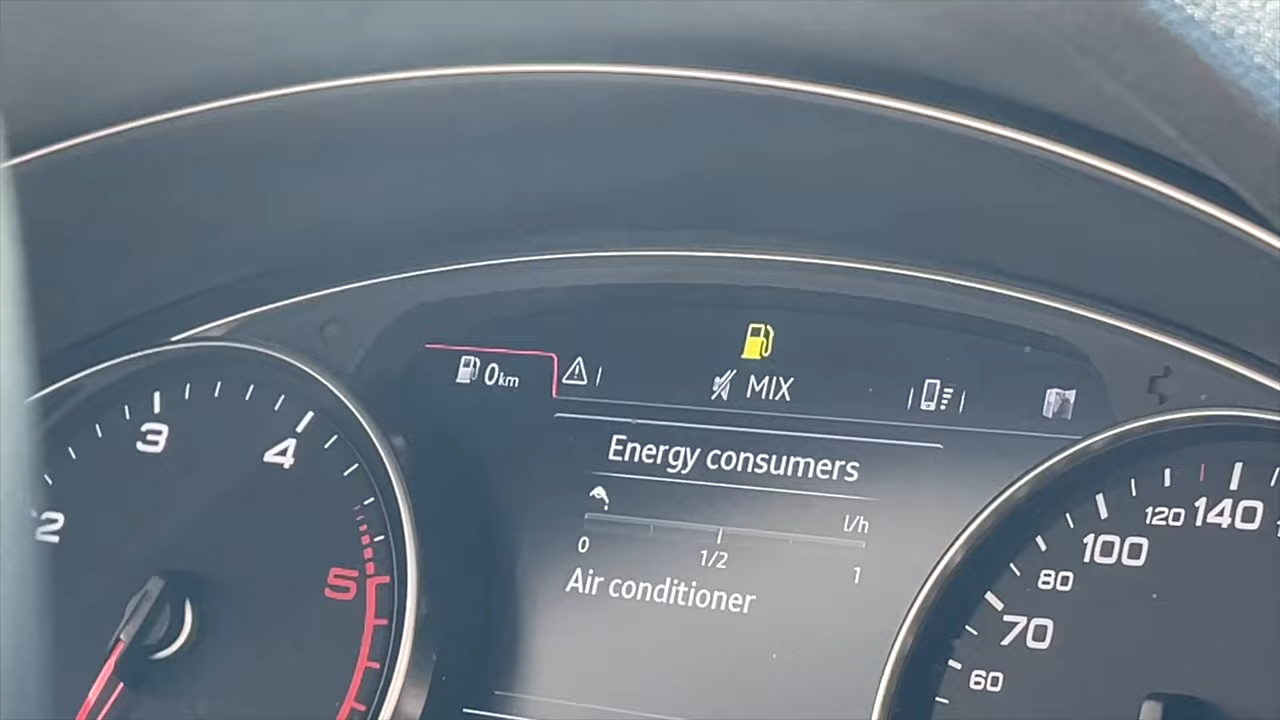 0km
MIX
Energy consumers
l/h
0 1/2 1
Air conditioner
2 3 4 5
60 70 80 100 120 140